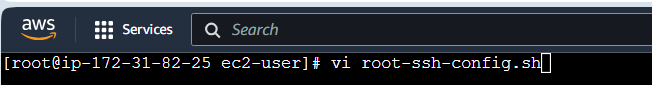 aws
Services
Search
[root@ip-172-31-82-25 ec2-user]# vi root-ssh-config.sh